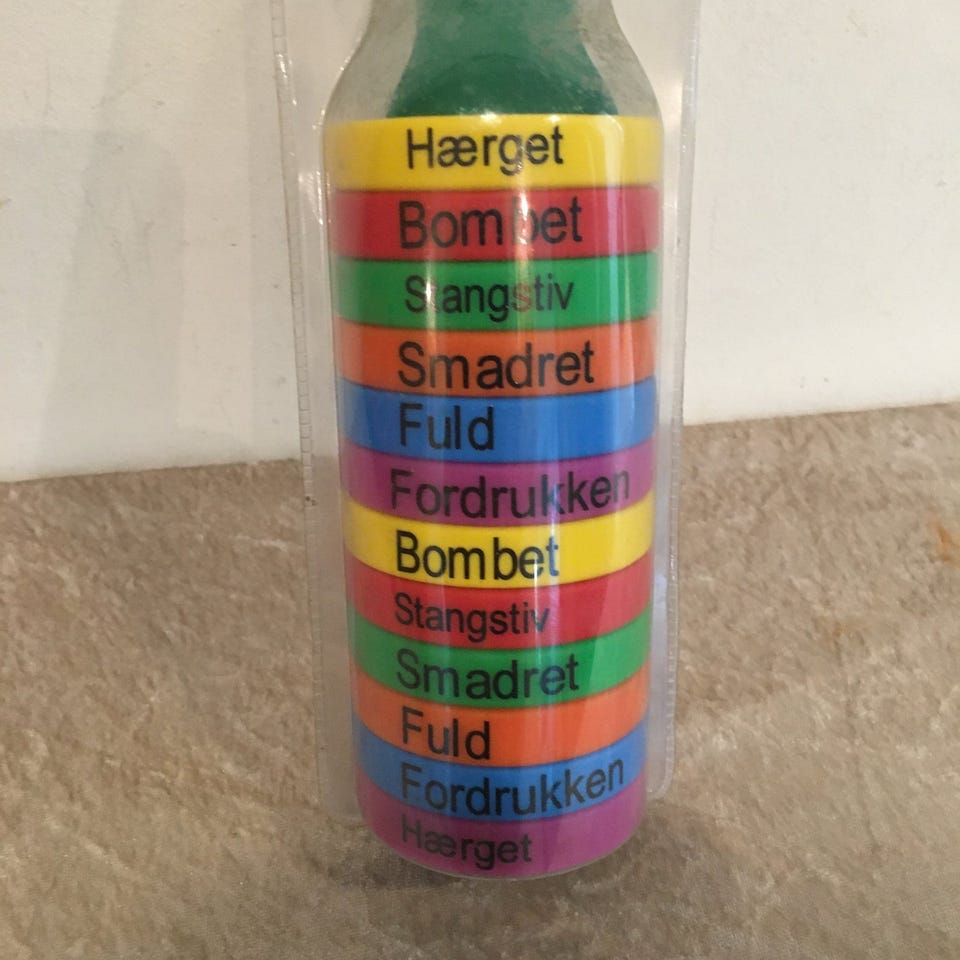 Hærget
Bombet
Stangstiv
Smadret
Fuld
Fordrukken
Bombet
Stangstiv
Smadret
Fuld
Fordrukken
Hærget